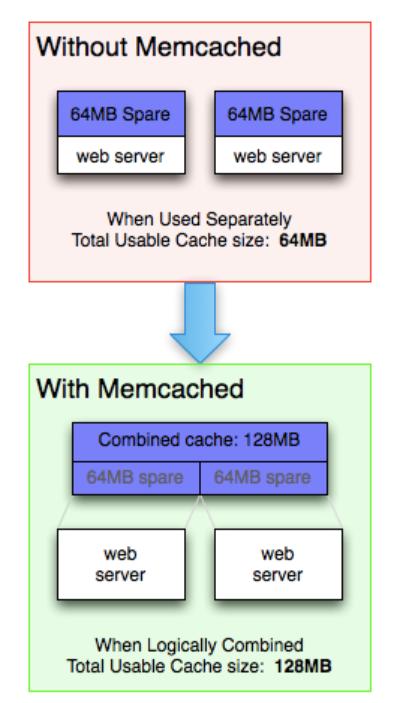 Without Memcached
64MB Spare
64MB Spare
web server
web server
When Used Separately
Total Usable Cache size: 64MB
With Memcached
Combined cache: 128MB
64MB spare
64MB spare
web
server
web
server
When Logically Combined
Total Usable Cache size: 128MB